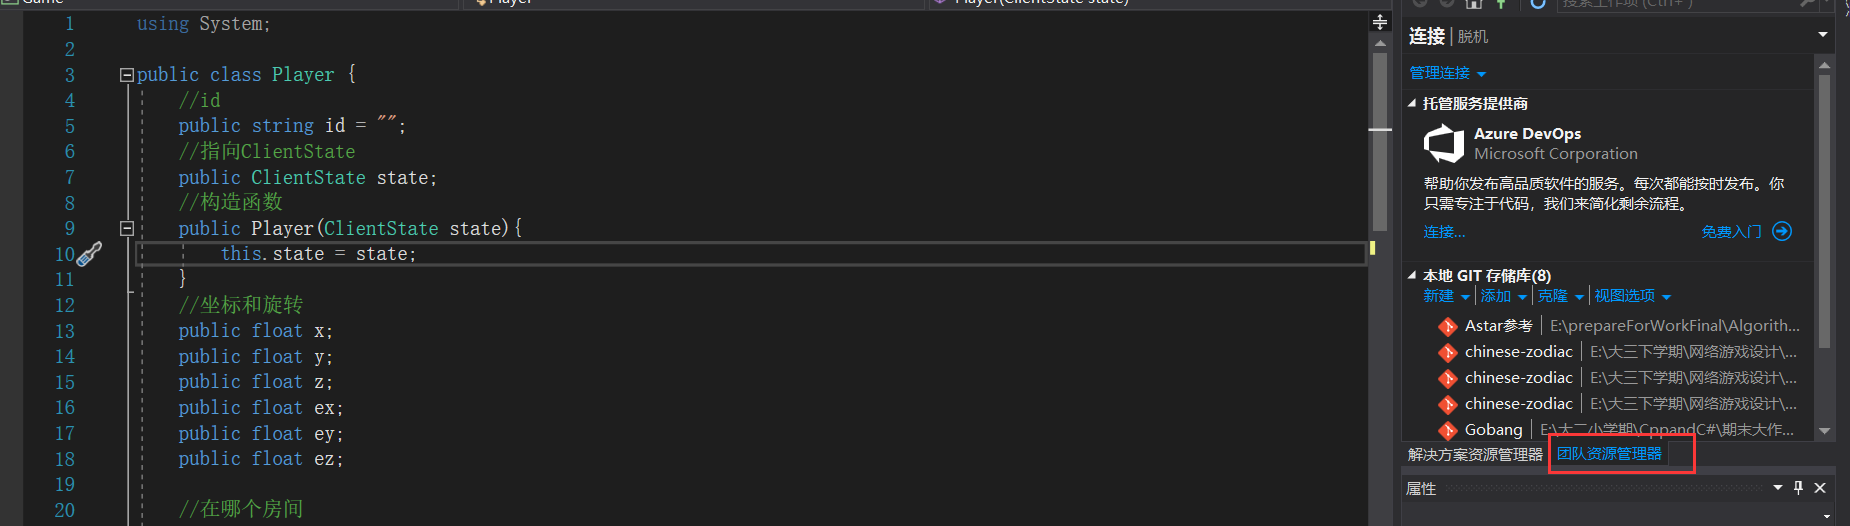 Game
Player
Player(ClientState state)
1 using System;
2
3 public class Player {
4 //id
5 public string id = "";
6 //指向ClientState
7 public ClientState state;
8 //构造函数
9 public Player(ClientState state){
10 this.state = state;
11 }
12 //坐标和旋转
13 public float x;
14 public float y;
15 public float z;
16 public float ex;
17 public float ey;
18 public float ez;
19
20 //在哪个房间
搜索工作项 (Ctrl+')
连接 | 脱机
管理连接
托管服务提供商
Azure DevOps
Microsoft Corporation
帮助你发布高品质软件的服务。每次都能按时发布。你
只需专注于代码，我们来简化剩余流程。
连接... 免费入门
本地 GIT 存储库(8)
新建 | 添加 | 克隆 | 视图选项
Astar参考 | E:\prepareForWorkFinal\Algorith...
chinese-zodiac | E:\大三下学期\网络游戏设计\...
chinese-zodiac | E:\大三下学期\网络游戏设计\...
chinese-zodiac | E:\大三下学期\网络游戏设计\...
Gobang | E:\大二小学期\CppandC#\期末大作...
解决方案资源管理器 团队资源管理器
属性